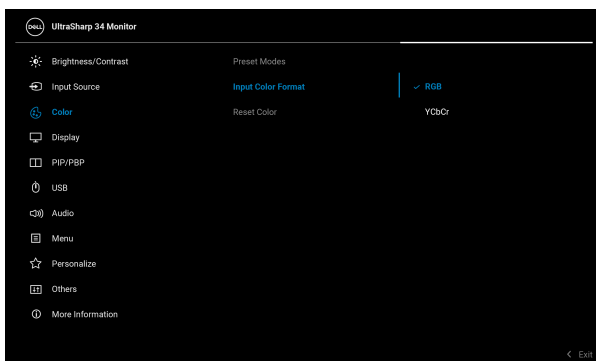 DELL UltraSharp 34 Monitor
Brightness/Contrast Preset Modes
Input Source Input Color Format RGB
Color Reset Color YCbCr
Display
PIP/PBP
USB
Audio
Menu
Personalize
Others
More Information
Exit